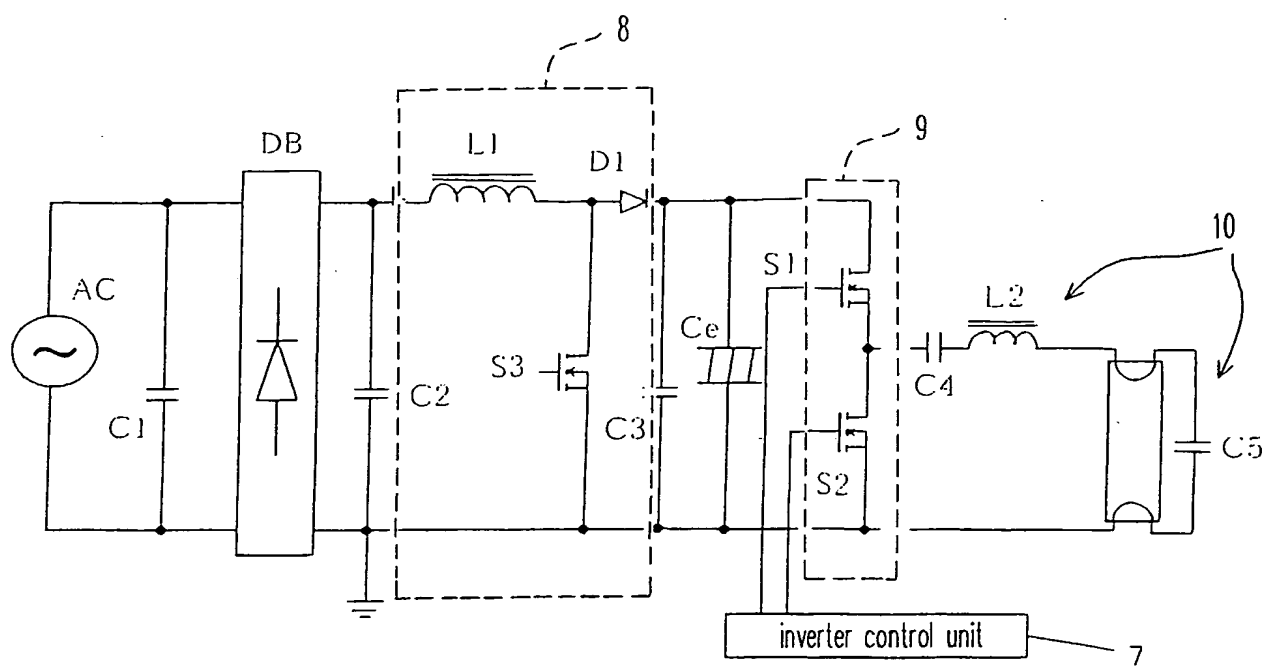 8
9
DB
L1
D1
10
AC
S1
L2
Ce
S3
C1
C2
C3
C4
S2
C5
inverter control unit
7